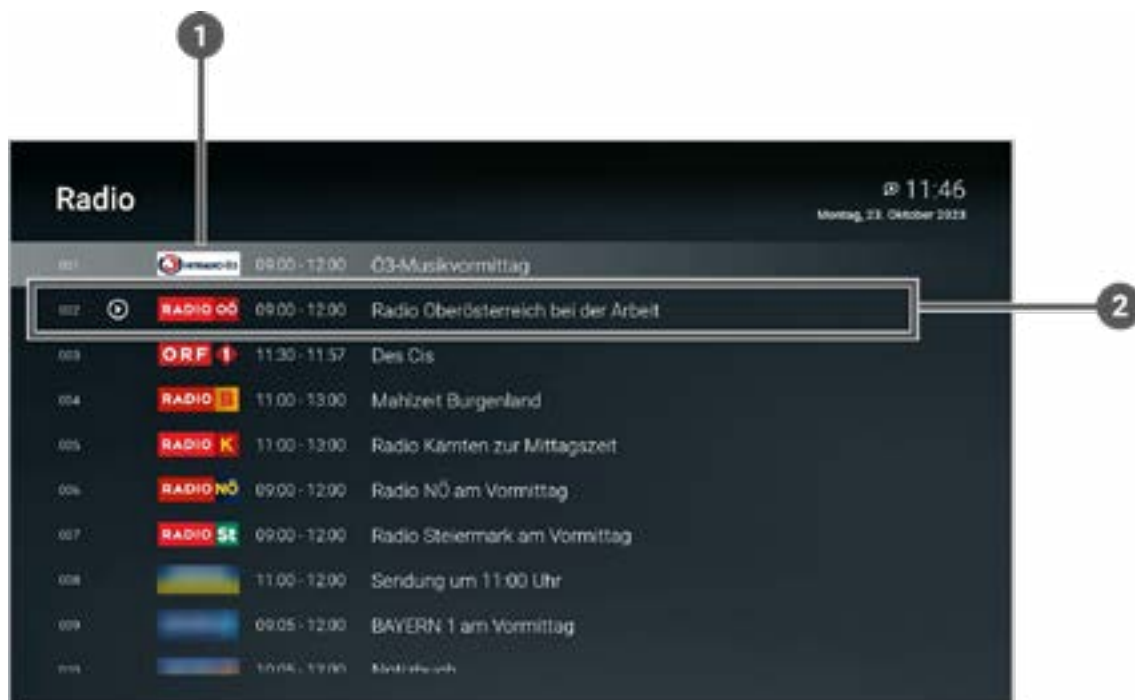 1
Radio
11:46
Montag, 23. Oktober 2023
001 HITRADIO Ö3 09:00 - 12:00 Ö3-Musikvormittag
002 RADIO OÖ 09:00 - 12:00 Radio Oberösterreich bei der Arbeit
2
003 ORF 1 11:30 - 11:57 Des Cis
004 RADIO B 11:00 - 13:00 Mahlzeit Burgenland
005 RADIO K 11:00 - 13:00 Radio Kärnten zur Mittagszeit
006 RADIO NÖ 09:00 - 12:00 Radio NÖ am Vormittag
007 RADIO St 09:00 - 12:00 Radio Steiermark am Vormittag
008 11:00 - 12:00 Sendung um 11:00 Uhr
009 09:05 - 12:00 BAYERN 1 am Vormittag